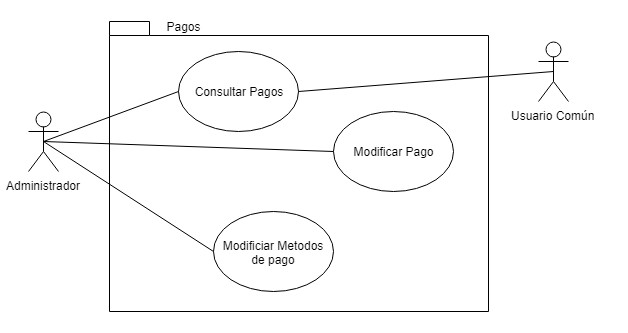 Pagos
Consultar Pagos
Usuario Común
Modificar Pago
Administrador
Modificiar Metodos
de pago